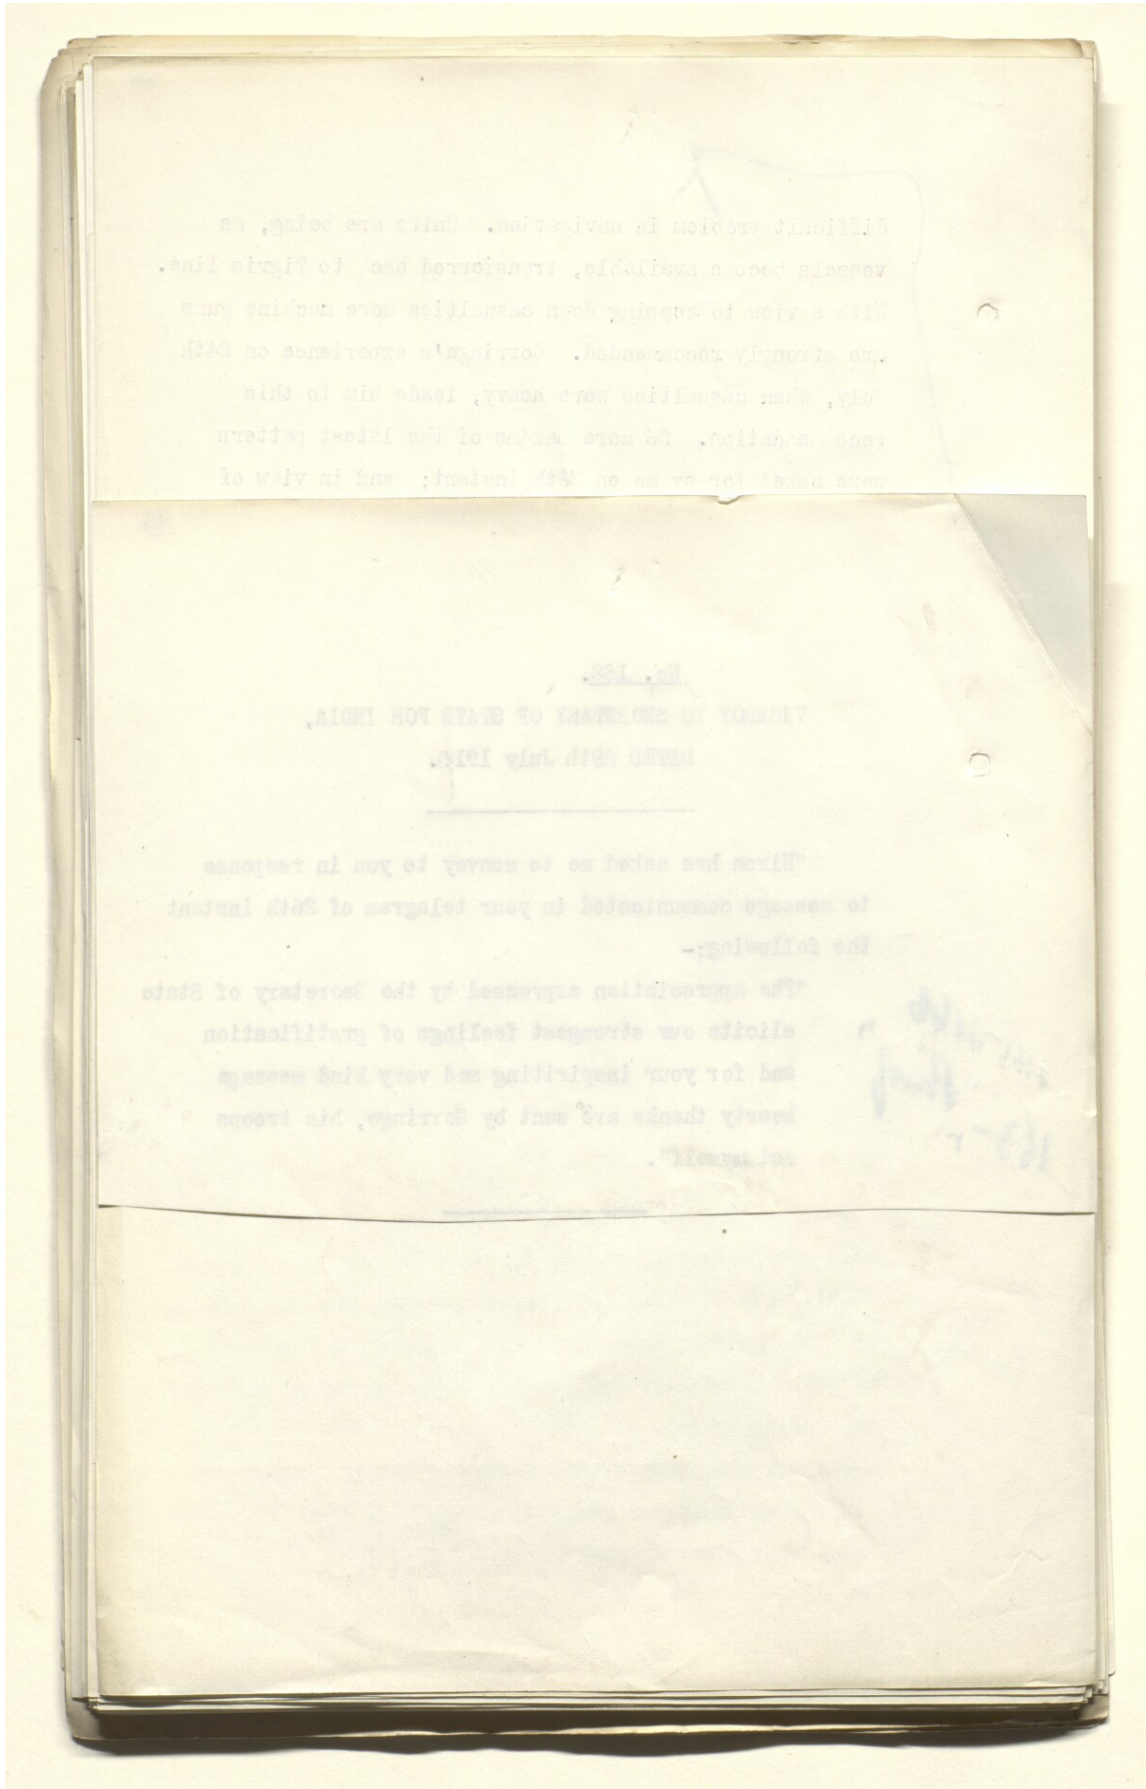 difficult problem in navigation. Units are being, as
vessels become available, transferred back to Tigris line.
With a view to keeping down casualties more machine guns
are strongly recommended. Gorringe's experience on 24th
July, when casualties were heavy, leads him to this
recommendation. more maxims of the latest pattern
were asked for by me on instant; and in view of
No. 162.
VICEROY TO SECRETARY OF STATE FOR INDIA,
DATED 29th July 1915.
"Nixon has asked me to convey to you in response
to message communicated in your telegram of 26th instant
the following:-
"The appreciation expressed by the Secretary of State
elicits our strongest feelings of gratification
and for your inspiriting and very kind message
hearty thanks are sent by Gorringe, his troops
and myself".